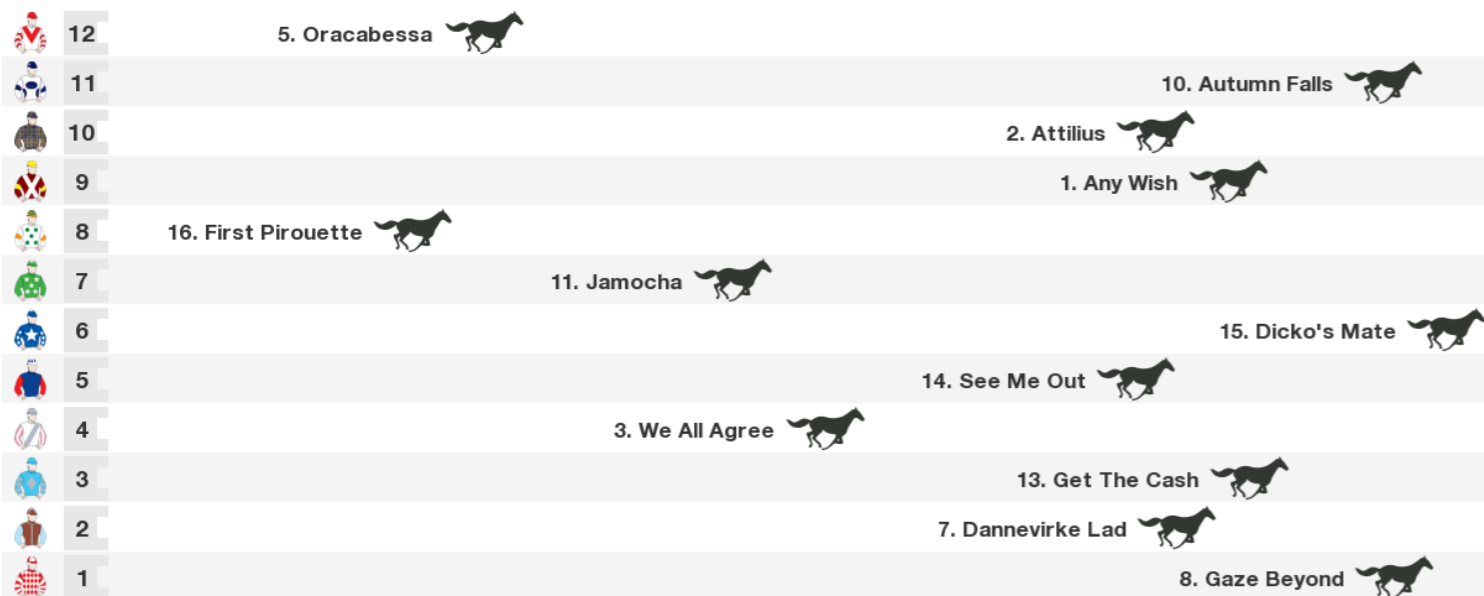 12 5. Oracabessa
11 10. Autumn Falls
10 2. Attilius
9 1. Any Wish
8 16. First Pirouette
7 11. Jamocha
6 15. Dicko's Mate
5 14. See Me Out
4 3. We All Agree
3 13. Get The Cash
2 7. Dannevirke Lad
1 8. Gaze Beyond